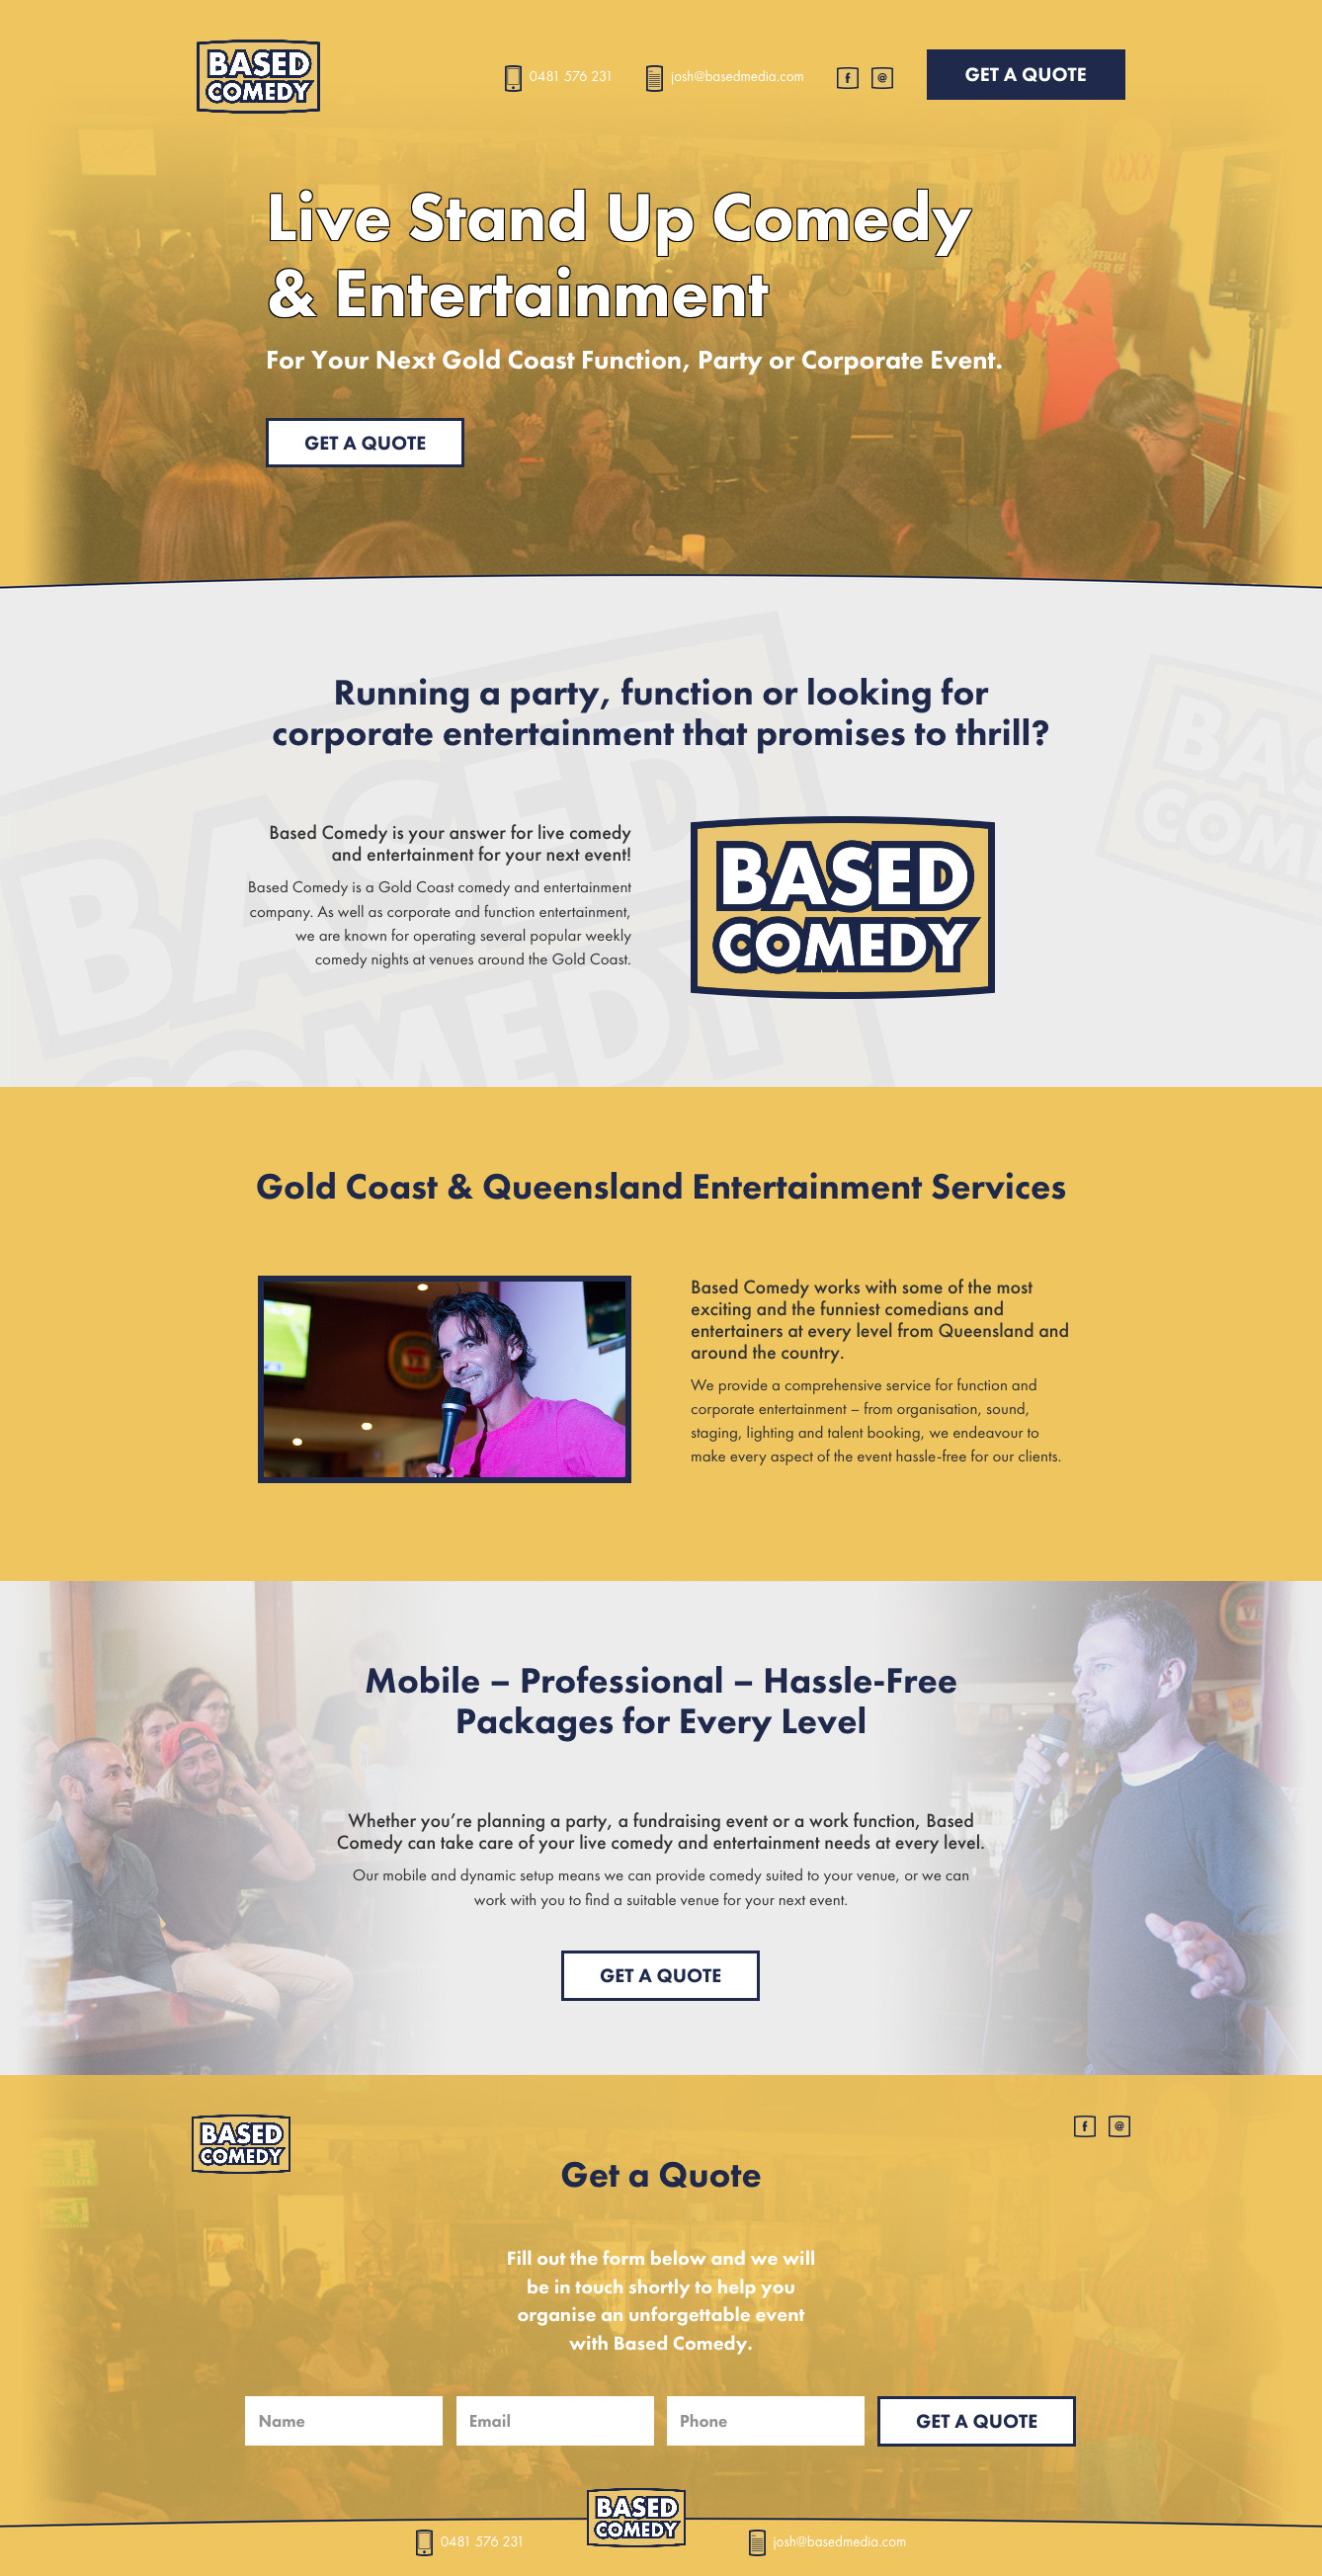 BASED
COMEDY
0481 576 231
josh@basedmedia.com
GET A QUOTE
Live Stand Up Comedy
& Entertainment
For Your Next Gold Coast Function, Party or Corporate Event.
GET A QUOTE
Running a party, function or looking for
corporate entertainment that promises to thrill?
Based Comedy is your answer for live comedy
and entertainment for your next event!
Based Comedy is a Gold Coast comedy and entertainment
company. As well as corporate and function entertainment,
we are known for operating several popular weekly
comedy nights at venues around the Gold Coast.
BASED
COMEDY
Gold Coast & Queensland Entertainment Services
Based Comedy works with some of the most
exciting and the funniest comedians and
entertainers at every level from Queensland and
around the country.
We provide a comprehensive service for function and
corporate entertainment – from organisation, sound,
staging, lighting and talent booking, we endeavour to
make every aspect of the event hassle-free for our clients.
Mobile – Professional – Hassle-Free
Packages for Every Level
Whether you’re planning a party, a fundraising event or a work function, Based
Comedy can take care of your live comedy and entertainment needs at every level.
Our mobile and dynamic setup means we can provide comedy suited to your venue, or we can
work with you to find a suitable venue for your next event.
GET A QUOTE
BASED
COMEDY
Get a Quote
Fill out the form below and we will
be in touch shortly to help you
organise an unforgettable event
with Based Comedy.
Name
Email
Phone
GET A QUOTE
0481 576 231
BASED
COMEDY
josh@basedmedia.com